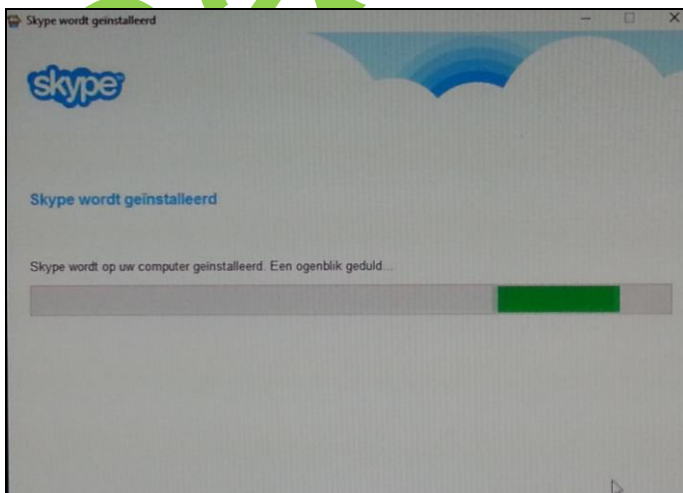 Skype wordt geïnstalleerd
skype
Skype wordt geïnstalleerd
Skype wordt op uw computer geïnstalleerd. Een ogenblik geduld...